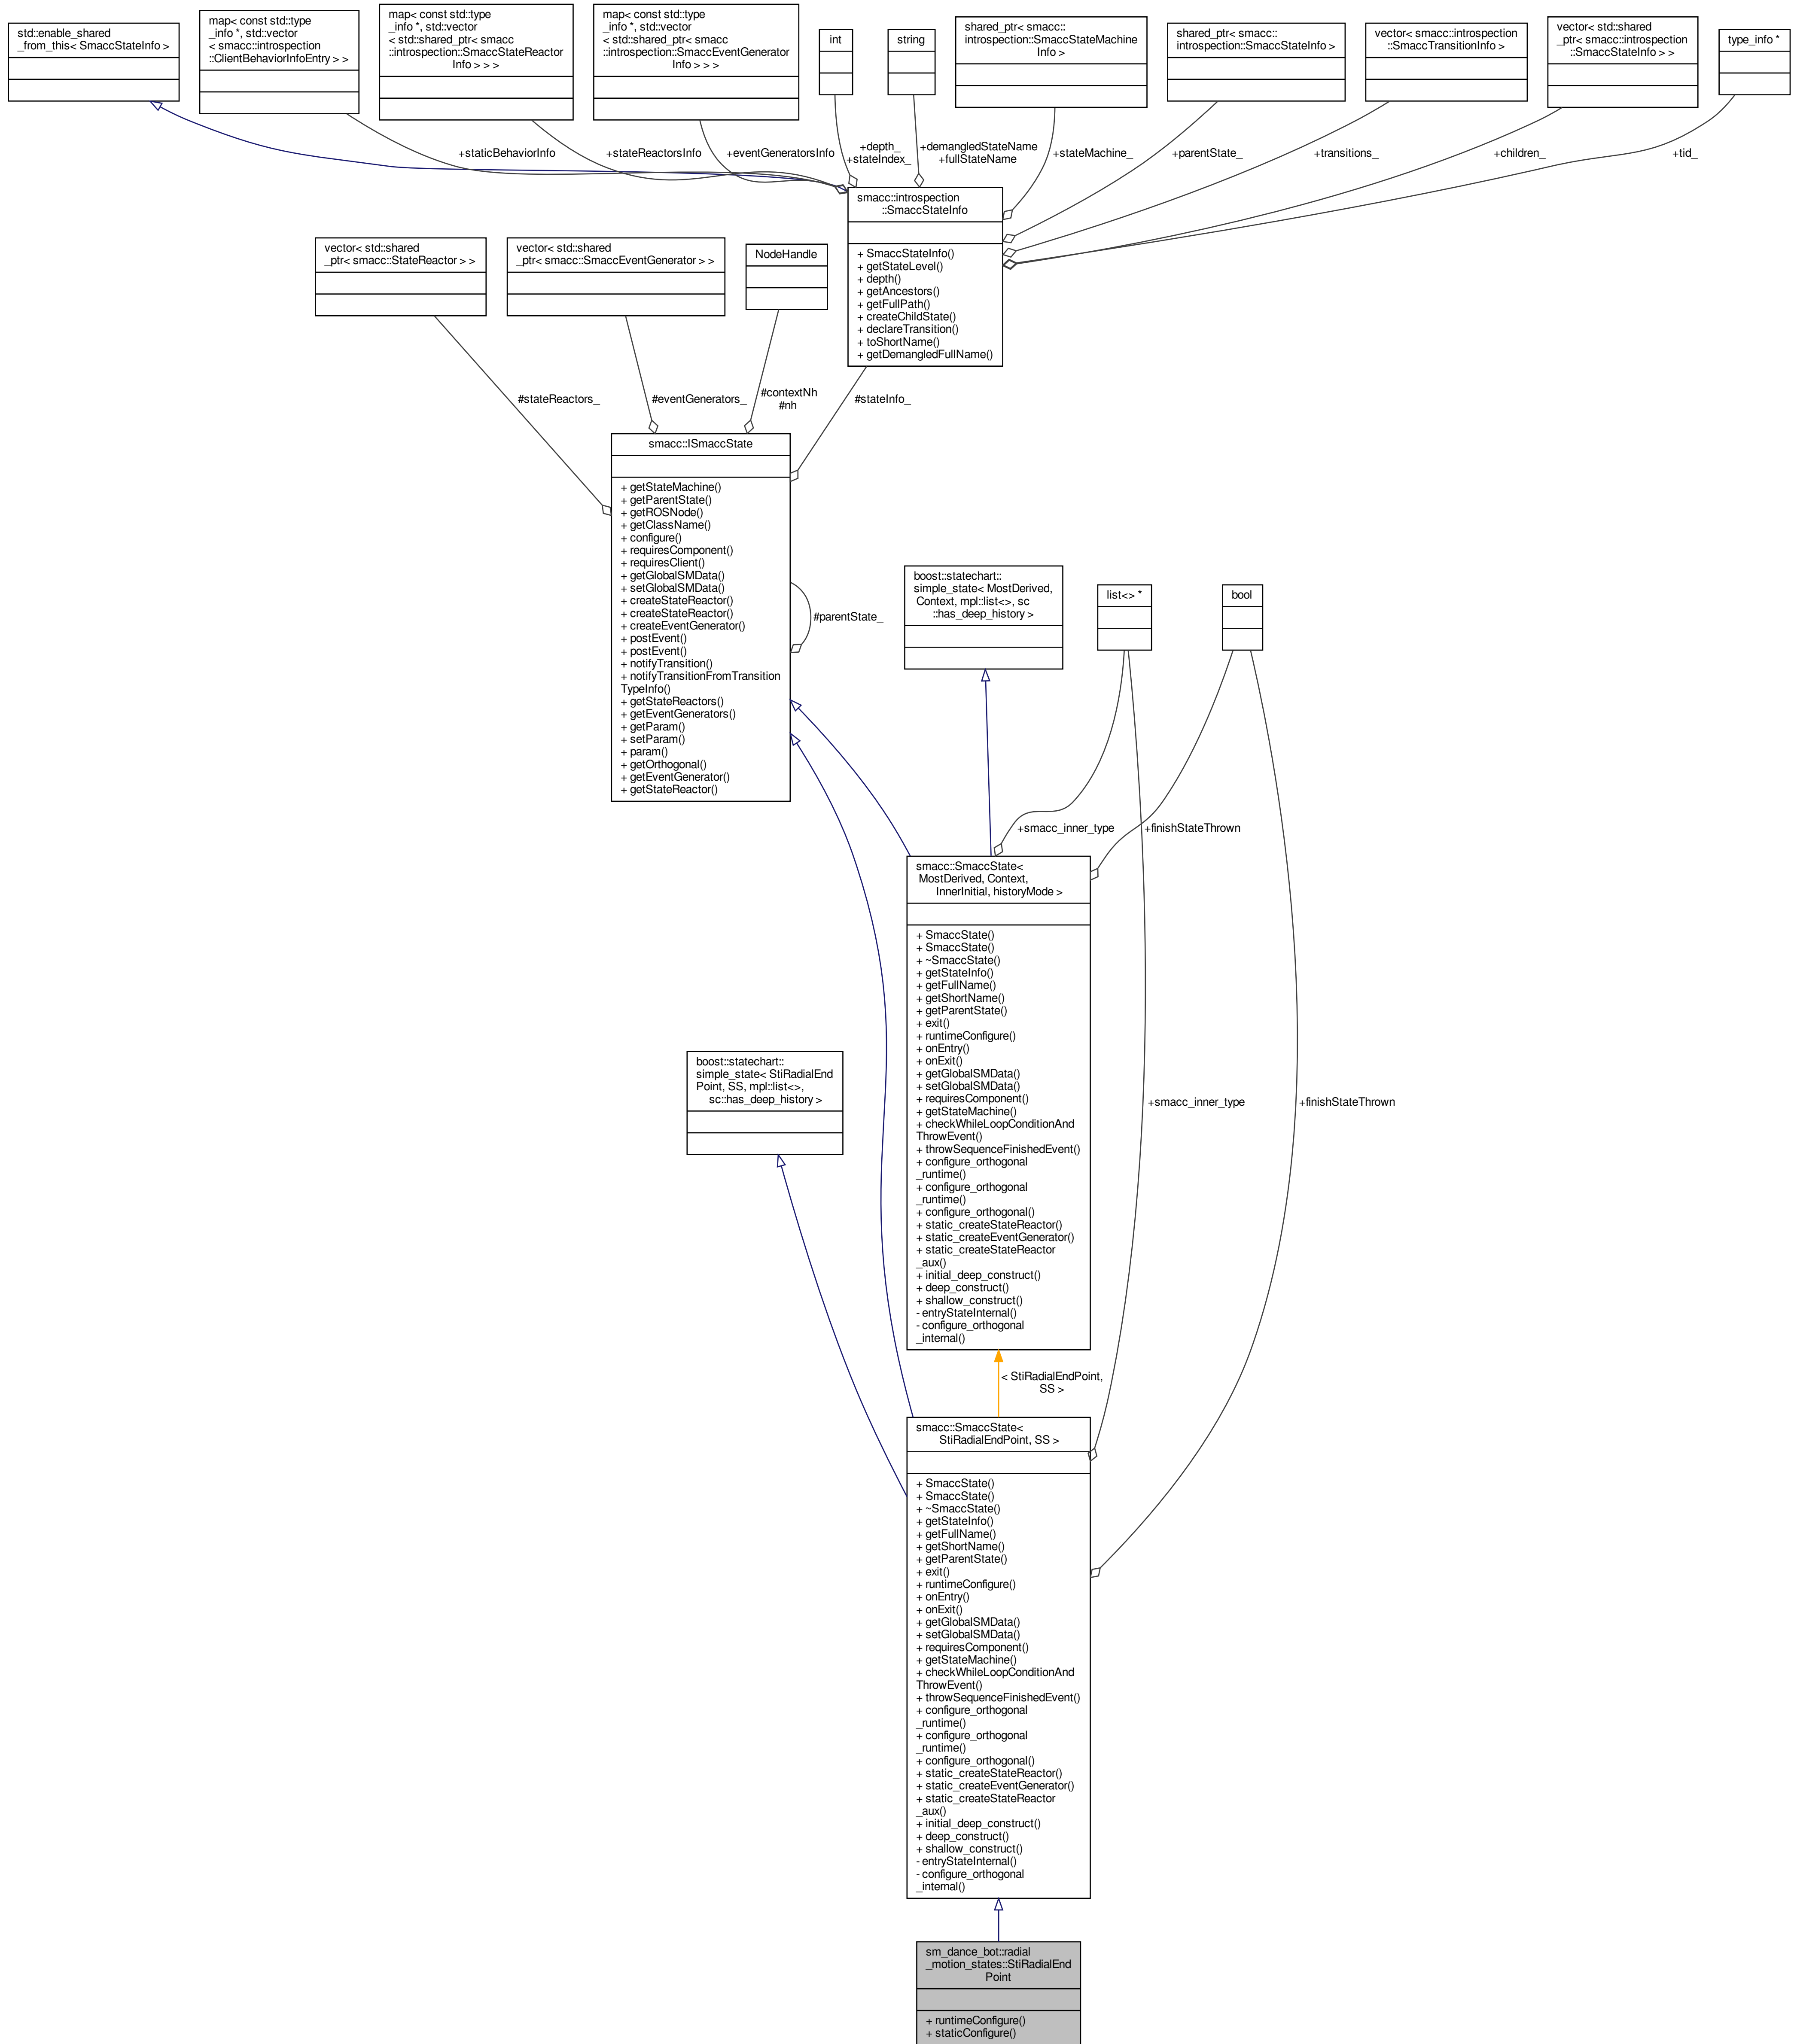 std::enable_shared
_from_this< SmaccStateInfo >
map< const std::type
_info *, std::vector
< smacc::introspection
::ClientBehaviorInfoEntry > >
map< const std::type
_info *, std::vector
< std::shared_ptr< smacc
::introspection::SmaccStateReactor
Info > > >
map< const std::type
_info *, std::vector
< std::shared_ptr< smacc
::introspection::SmaccEventGenerator
Info > > >
int
string
shared_ptr< smacc::
introspection::SmaccStateMachine
Info >
shared_ptr< smacc::
introspection::SmaccStateInfo >
vector< smacc::introspection
::SmaccTransitionInfo >
vector< std::shared
_ptr< smacc::introspection
::SmaccStateInfo > >
type_info *
+staticBehaviorInfo
+stateReactorsInfo
+eventGeneratorsInfo
+depth_
+stateIndex_
+demangledStateName
+fullStateName
+stateMachine_
+parentState_
+transitions_
+children_
+tid_
smacc::introspection
::SmaccStateInfo
+ SmaccStateInfo()
+ getStateLevel()
+ depth()
+ getAncestors()
+ getFullPath()
+ createChildState()
+ declareTransition()
+ toShortName()
+ getDemangledFullName()
vector< std::shared
_ptr< smacc::StateReactor > >
vector< std::shared
_ptr< smacc::SmaccEventGenerator > >
NodeHandle
#stateReactors_
#eventGenerators_
#contextNh
#nh
#stateInfo_
smacc::ISmaccState
+ getStateMachine()
+ getParentState()
+ getROSNode()
+ getClassName()
+ configure()
+ requiresComponent()
+ requiresClient()
+ getGlobalSMData()
+ setGlobalSMData()
+ createStateReactor()
+ createStateReactor()
+ createEventGenerator()
+ postEvent()
+ postEvent()
+ notifyTransition()
+ notifyTransitionFromTransition
TypeInfo()
+ getStateReactors()
+ getEventGenerators()
+ getParam()
+ setParam()
+ param()
+ getOrthogonal()
+ getEventGenerator()
+ getStateReactor()
#parentState_
boost::statechart::
simple_state< MostDerived,
Context, mpl::list<>, sc
::has_deep_history >
list<> *
bool
+smacc_inner_type
+finishStateThrown
smacc::SmaccState<
MostDerived, Context,
InnerInitial, historyMode >
+ SmaccState()
+ SmaccState()
+ ~SmaccState()
+ getStateInfo()
+ getFullName()
+ getShortName()
+ getParentState()
+ exit()
+ runtimeConfigure()
+ onEntry()
+ onExit()
+ getGlobalSMData()
+ setGlobalSMData()
+ requiresComponent()
+ getStateMachine()
+ checkWhileLoopConditionAnd
ThrowEvent()
+ throwSequenceFinishedEvent()
+ configure_orthogonal
_runtime()
+ configure_orthogonal
_runtime()
+ configure_orthogonal()
+ static_createStateReactor()
+ static_createEventGenerator()
+ static_createStateReactor
_aux()
+ initial_deep_construct()
+ deep_construct()
+ shallow_construct()
- entryStateInternal()
- configure_orthogonal
_internal()
boost::statechart::
simple_state< StiRadialEnd
Point, SS, mpl::list<>,
sc::has_deep_history >
+smacc_inner_type
+finishStateThrown
< StiRadialEndPoint,
SS >
smacc::SmaccState<
StiRadialEndPoint, SS >
+ SmaccState()
+ SmaccState()
+ ~SmaccState()
+ getStateInfo()
+ getFullName()
+ getShortName()
+ getParentState()
+ exit()
+ runtimeConfigure()
+ onEntry()
+ onExit()
+ getGlobalSMData()
+ setGlobalSMData()
+ requiresComponent()
+ getStateMachine()
+ checkWhileLoopConditionAnd
ThrowEvent()
+ throwSequenceFinishedEvent()
+ configure_orthogonal
_runtime()
+ configure_orthogonal
_runtime()
+ configure_orthogonal()
+ static_createStateReactor()
+ static_createEventGenerator()
+ static_createStateReactor
_aux()
+ initial_deep_construct()
+ deep_construct()
+ shallow_construct()
- entryStateInternal()
- configure_orthogonal
_internal()
sm_dance_bot::radial
_motion_states::StiRadialEnd
Point
+ runtimeConfigure()
+ staticConfigure()